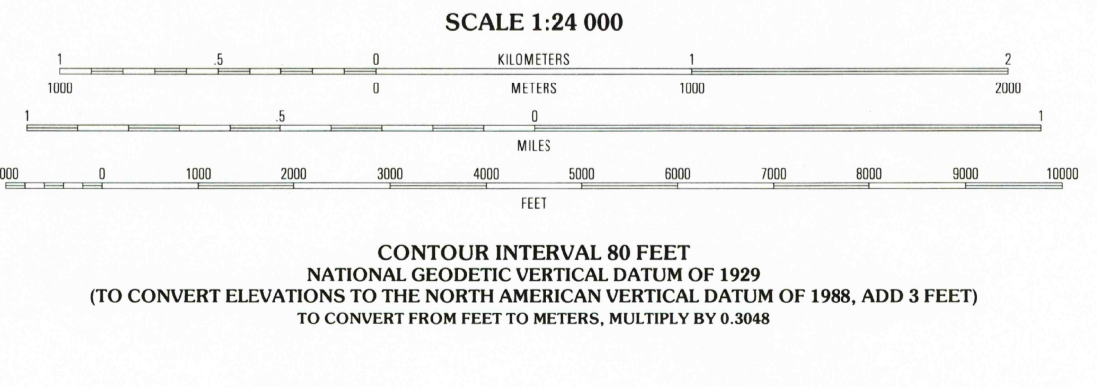 SCALE 1:24 000
1 .5 0 KILOMETERS 1 2
1000 0 METERS 1000 2000
1 .5 0 1
MILES
000 0 1000 2000 3000 4000 5000 6000 7000 8000 9000 10000
FEET
CONTOUR INTERVAL 80 FEET
NATIONAL GEODETIC VERTICAL DATUM OF 1929
(TO CONVERT ELEVATIONS TO THE NORTH AMERICAN VERTICAL DATUM OF 1988, ADD 3 FEET)
TO CONVERT FROM FEET TO METERS, MULTIPLY BY 0.3048